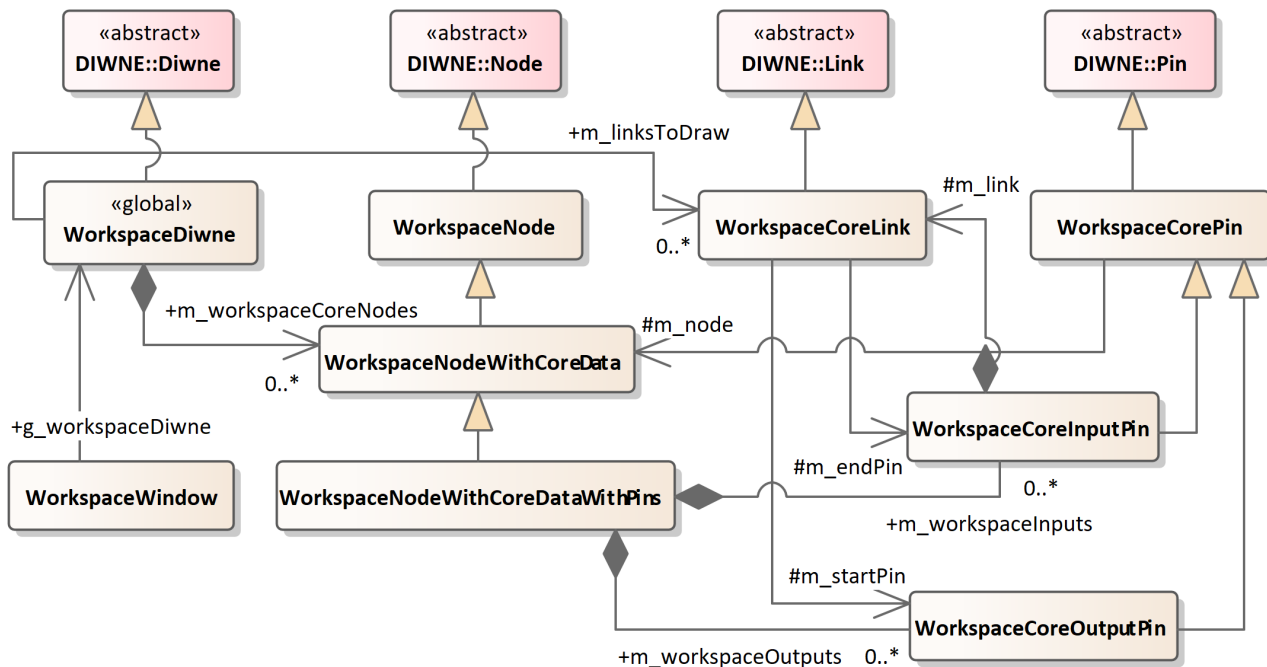 «abstract»
DIWNE::Diwne
«abstract»
DIWNE::Node
«abstract»
DIWNE::Link
«abstract»
DIWNE::Pin
+m_linksToDraw
«global»
WorkspaceDiwne
WorkspaceNode
0..*
WorkspaceCoreLink
#m_link
WorkspaceCorePin
+m_workspaceCoreNodes
0..*
WorkspaceNodeWithCoreData
#m_node
+g_workspaceDiwne
WorkspaceWindow
WorkspaceNodeWithCoreDataWithPins
#m_endPin
WorkspaceCoreInputPin
0..*
+m_workspaceInputs
#m_startPin
WorkspaceCoreOutputPin
+m_workspaceOutputs
0..*